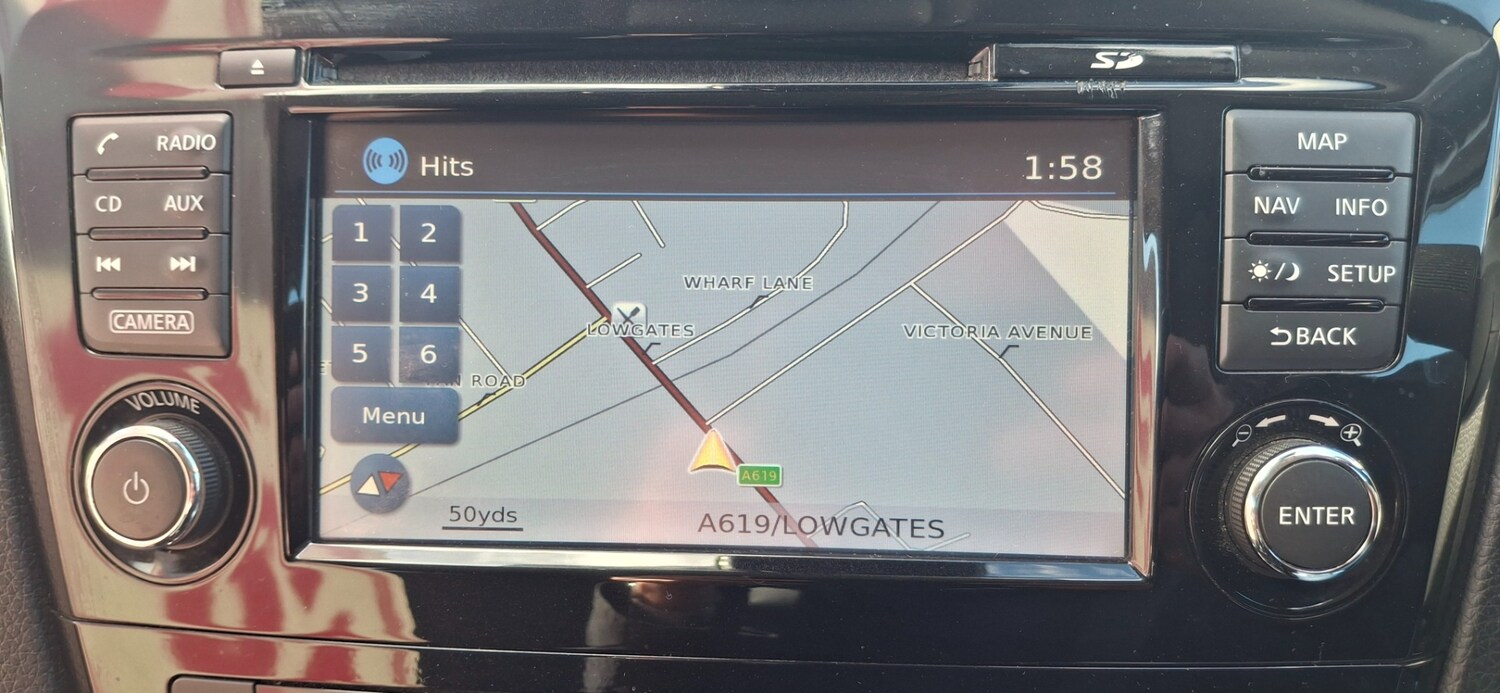 SD
RADIO
CD AUX
CAMERA
VOLUME
Hits
1:58
1 2
3 4
5 6
Menu
WHARF LANE
LOWGATES
VICTORIA AVENUE
ROAD
A619
50yds
A619/LOWGATES
MAP
NAV INFO
SETUP
BACK
ENTER